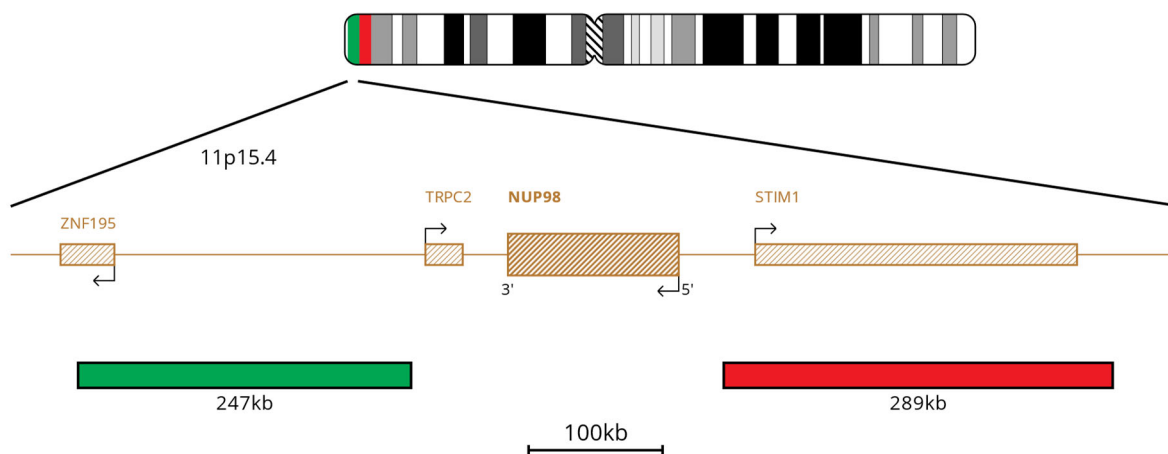 11p15.4
ZNF195
TRPC2
NUP98
STIM1
3'
5'
247kb
289kb
100kb